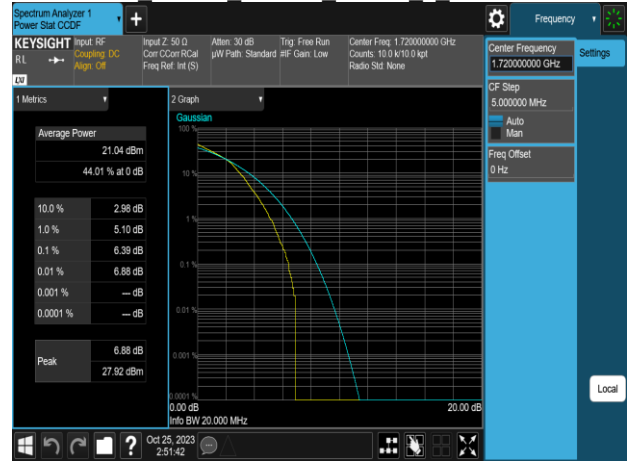 Spectrum Analyzer 1
Power Stat CCDF
Frequency
KEYSIGHT
RL
LXI
Input: RF
Coupling: DC
Align: Off
Input Z: 50 Ω
Corr CCorr RCal
Freq Ref: Int (S)
Atten: 30 dB
µW Path: Standard
Trig: Free Run
#IF Gain: Low
Center Freq: 1.720000000 GHz
Counts: 10.0 k/10.0 kpt
Radio Std: None
Center Frequency
1.720000000 GHz
Settings
CF Step
5.000000 MHz
Auto
Man
Freq Offset
0 Hz
1 Metrics
Average Power
21.04 dBm
44.01 % at 0 dB
10.0 % 2.98 dB
1.0 % 5.10 dB
0.1 % 6.39 dB
0.01 % 6.88 dB
0.001 % --- dB
0.0001 % --- dB
Peak
6.88 dB
27.92 dBm
2 Graph
Gaussian
100 %
10 %
1 %
0.1 %
0.01 %
0.001 %
0.0001 %
0.00 dB
20.00 dB
Info BW 20.000 MHz
Local
?
Oct 25, 2023
2:51:42